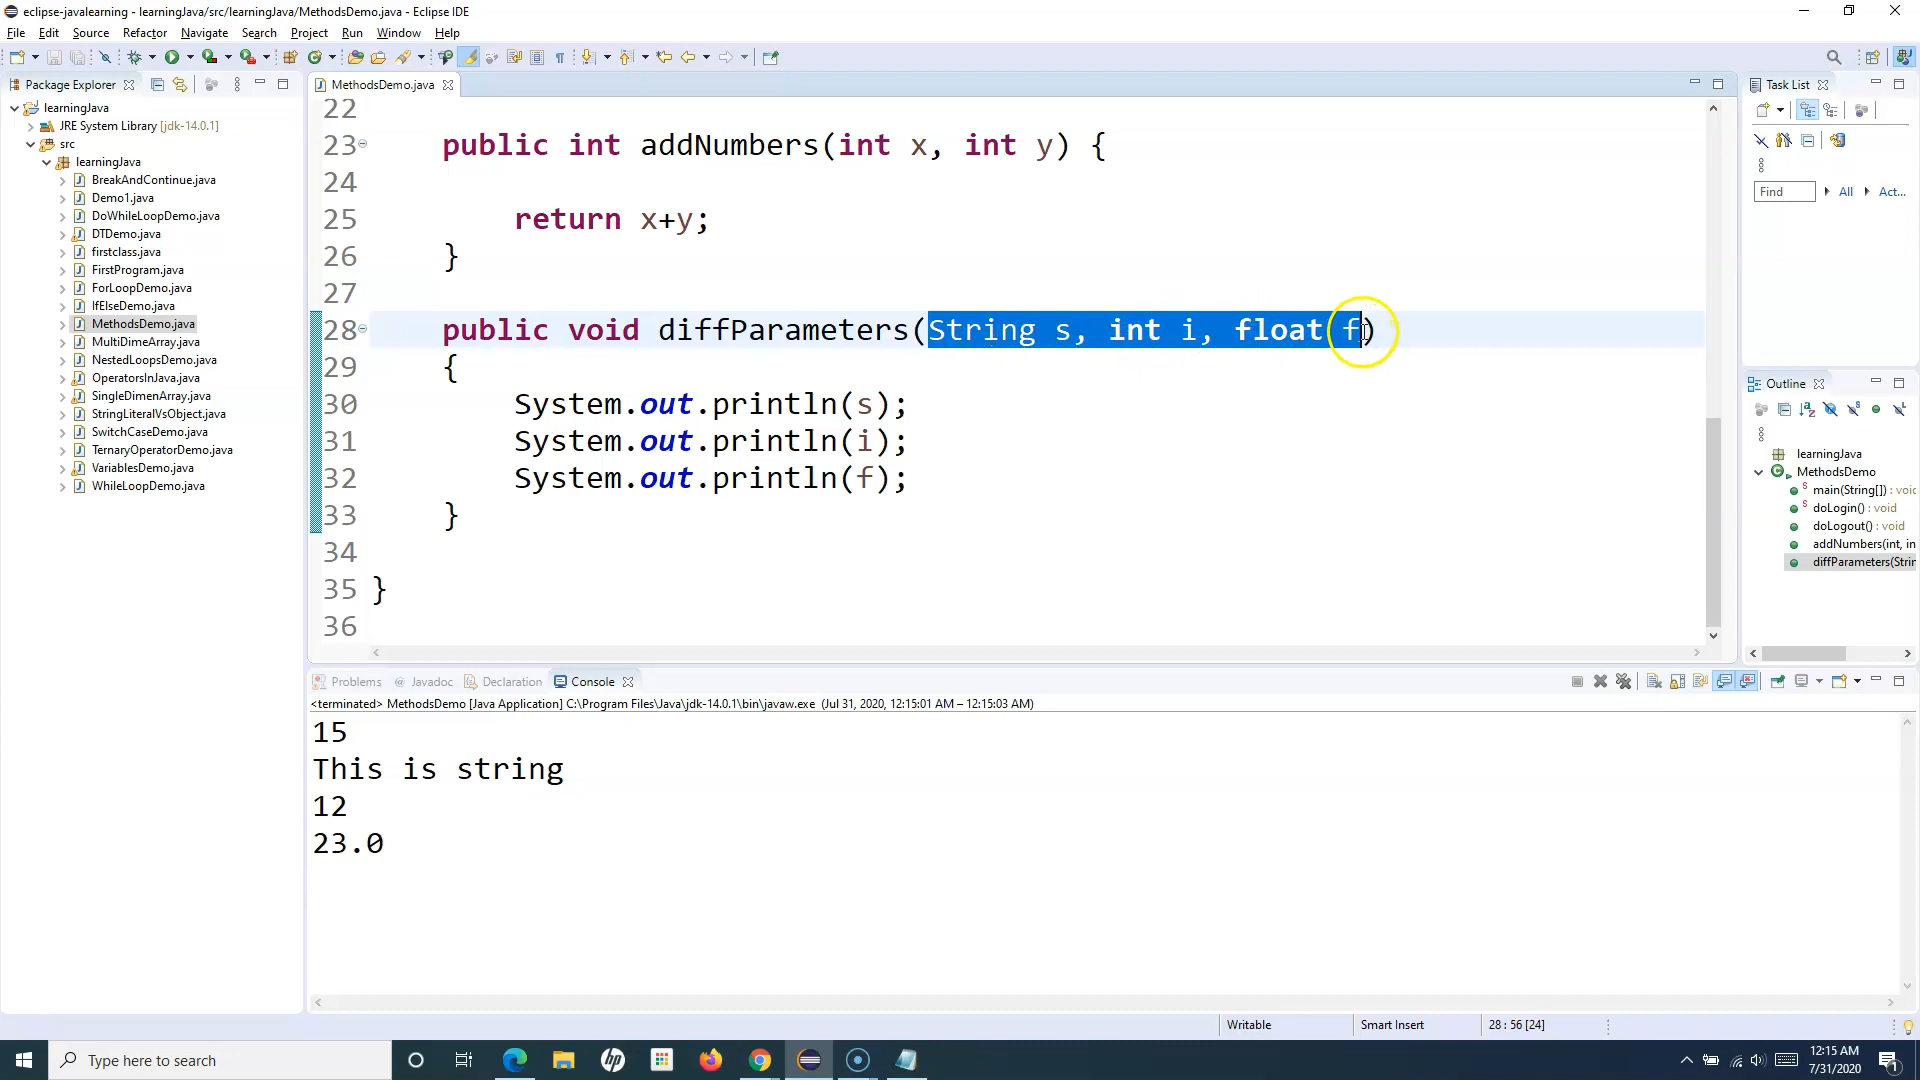 eclipse-javalearning - learningJava/src/learningJava/MethodsDemo.java - Eclipse IDE
File Edit Source Refactor Navigate Search Project Run Window Help
Package Explorer
learningJava
JRE System Library [jdk-14.0.1]
src
learningJava
BreakAndContinue.java
Demo1.java
DoWhileLoopDemo.java
DTDemo.java
firstclass.java
FirstProgram.java
ForLoopDemo.java
IfElseDemo.java
MethodsDemo.java
MultiDimeArray.java
NestedLoopsDemo.java
OperatorsInJava.java
SingleDimenArray.java
StringLiteralVsObject.java
SwitchCaseDemo.java
TernaryOperatorDemo.java
VariablesDemo.java
WhileLoopDemo.java
MethodsDemo.java
22
23 public int addNumbers(int x, int y) {
24
25 return x+y;
26 }
27
28 public void diffParameters(String s, int i, float f)
29 {
30 System.out.println(s);
31 System.out.println(i);
32 System.out.println(f);
33 }
34
35 }
36
Task List
Find All Act...
Outline
learningJava
MethodsDemo
main(String[]) : voic
doLogin() : void
doLogout() : void
addNumbers(int, in
diffParameters(Strin
Problems @ Javadoc Declaration Console
<terminated> MethodsDemo [Java Application] C:\Program Files\Java\jdk-14.0.1\bin\javaw.exe (Jul 31, 2020, 12:15:01 AM – 12:15:03 AM)
15
This is string
12
23.0
Writable Smart Insert 28 : 56 [24]
Type here to search
12:15 AM
7/31/2020